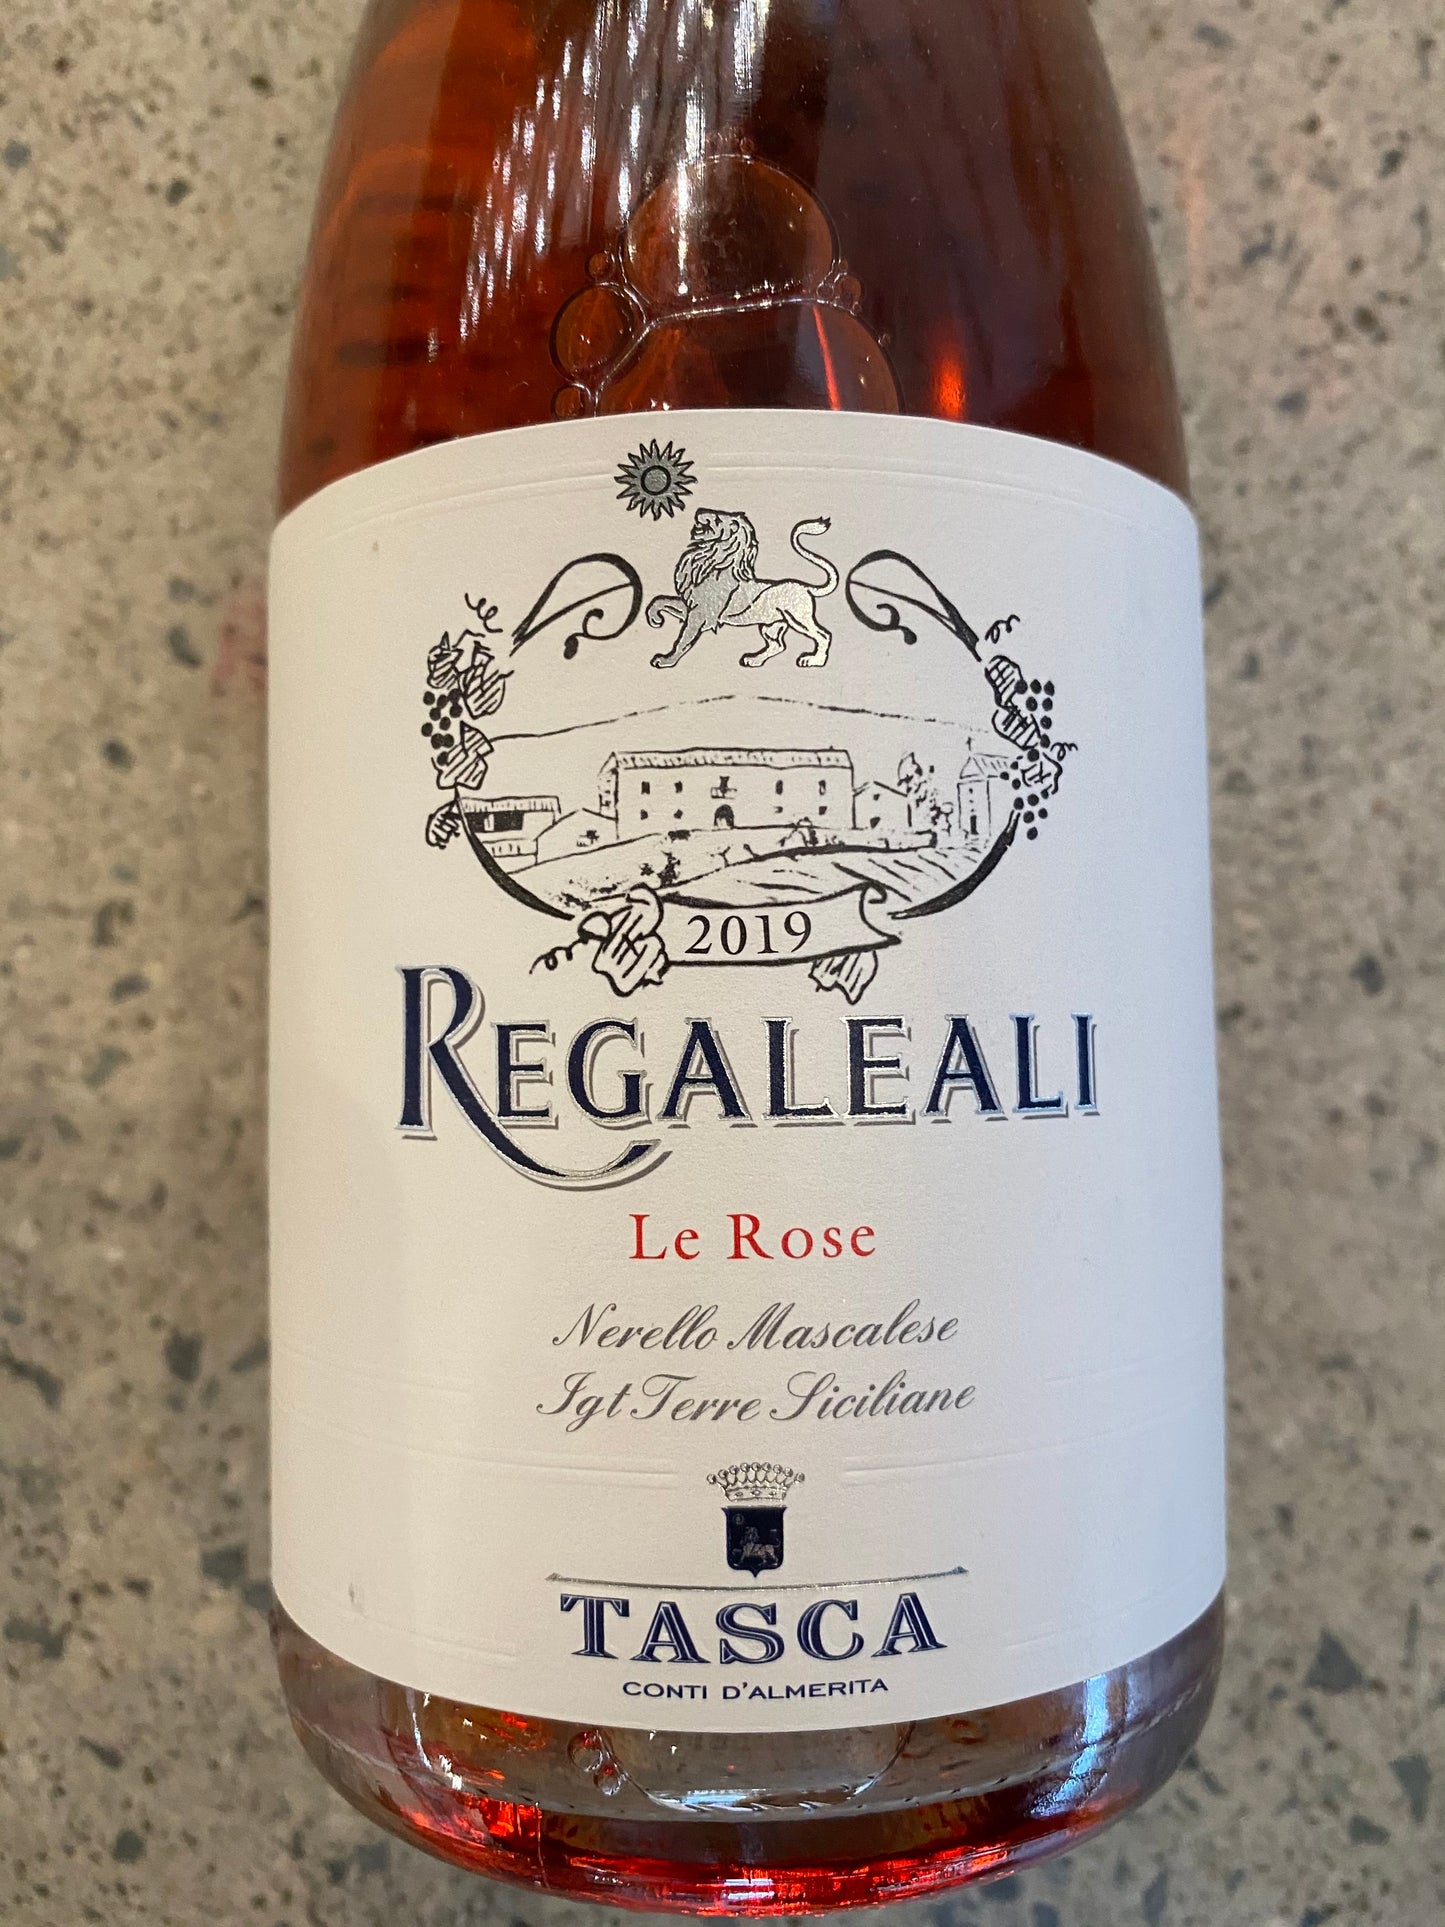 2019
REGALEALI
Le Rose
Nerello Mascalese
Igt Terre Siciliane
TASCA
CONTI D'ALMERITA